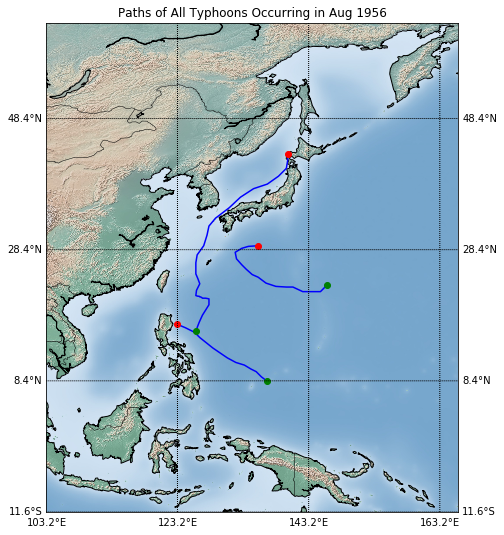 Paths of All Typhoons Occurring in Aug 1956
48.4°N 48.4°N
28.4°N 28.4°N
8.4°N 8.4°N
11.6°S 11.6°S
103.2°E 123.2°E 143.2°E 163.2°E